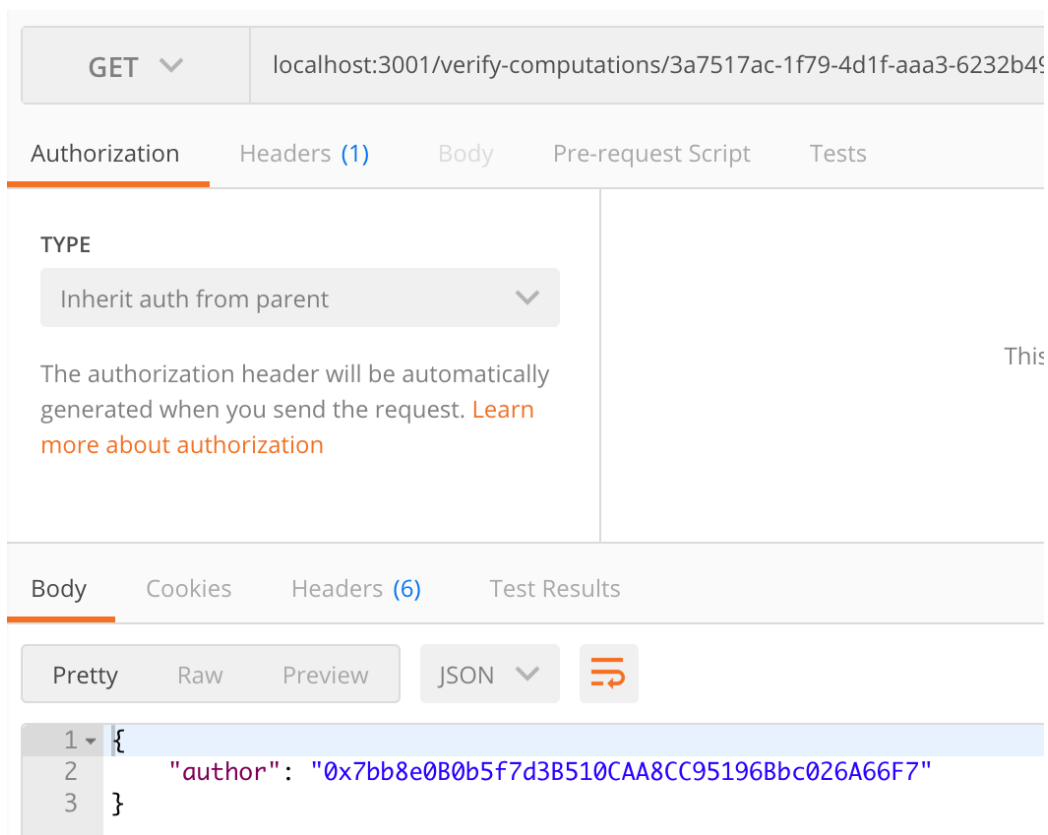 GET localhost:3001/verify-computations/3a7517ac-1f79-4d1f-aaa3-6232b49
Authorization Headers (1) Body Pre-request Script Tests
TYPE
Inherit auth from parent
The authorization header will be automatically
generated when you send the request. Learn
more about authorization
This
Body Cookies Headers (6) Test Results
Pretty Raw Preview JSON
1 {
2 "author": "0x7bb8e0B0b5f7d3B510CAA8CC95196Bbc026A66F7"
3 }